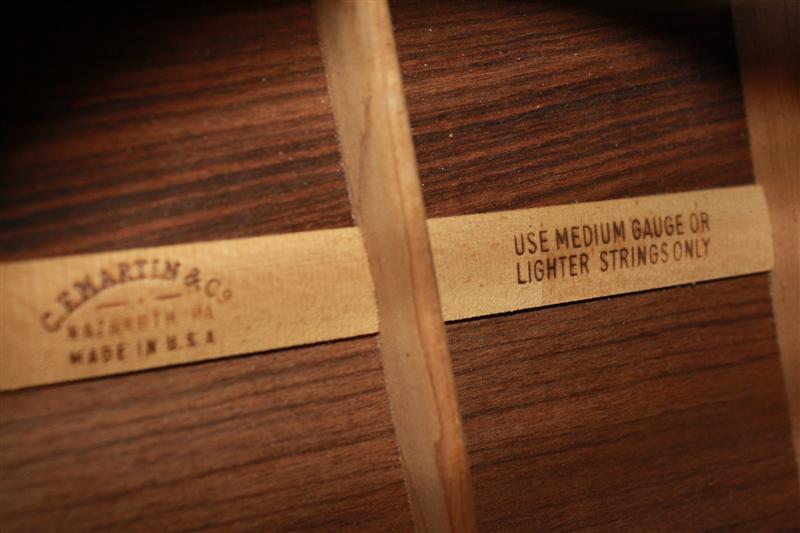 C.F. MARTIN & Co
NAZARETH PA
MADE IN U.S.A
USE MEDIUM GAUGE OR
LIGHTER STRINGS ONLY